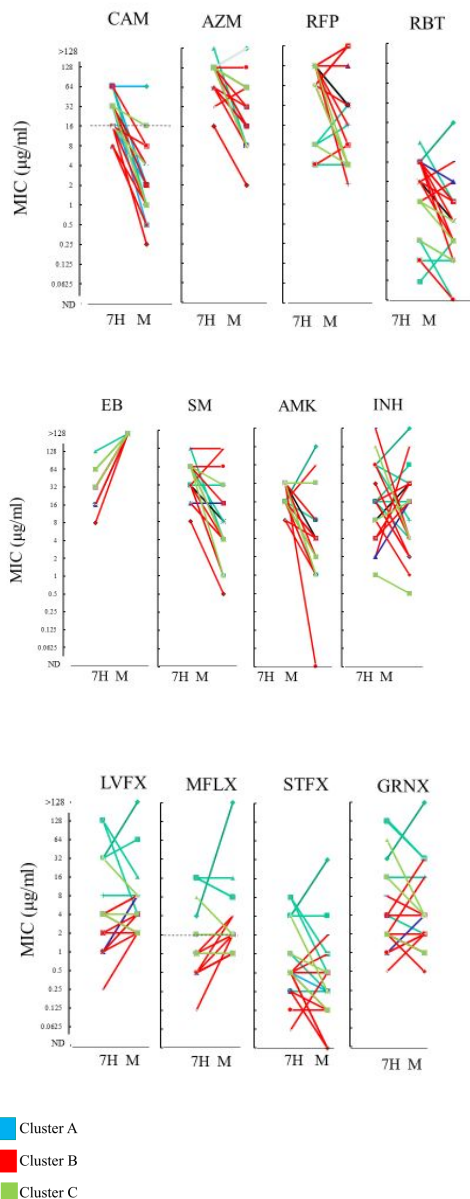 CAM AZM RFP RBT
MIC (μg/ml)
>128
128
64
32
16
8
4
2
1
0.5
0.25
0.125
0.0625
ND
7H M 7H M 7H M 7H M
EB SM AMK INH
MIC (μg/ml)
>128
128
64
32
16
8
4
2
1
0.5
0.25
0.125
0.0625
ND
7H M 7H M 7H M 7H M
LVFX MFLX STFX GRNX
MIC (μg/ml)
>128
128
64
32
16
8
4
2
1
0.5
0.25
0.125
0.0625
ND
7H M 7H M 7H M 7H M
Cluster A
Cluster B
Cluster C